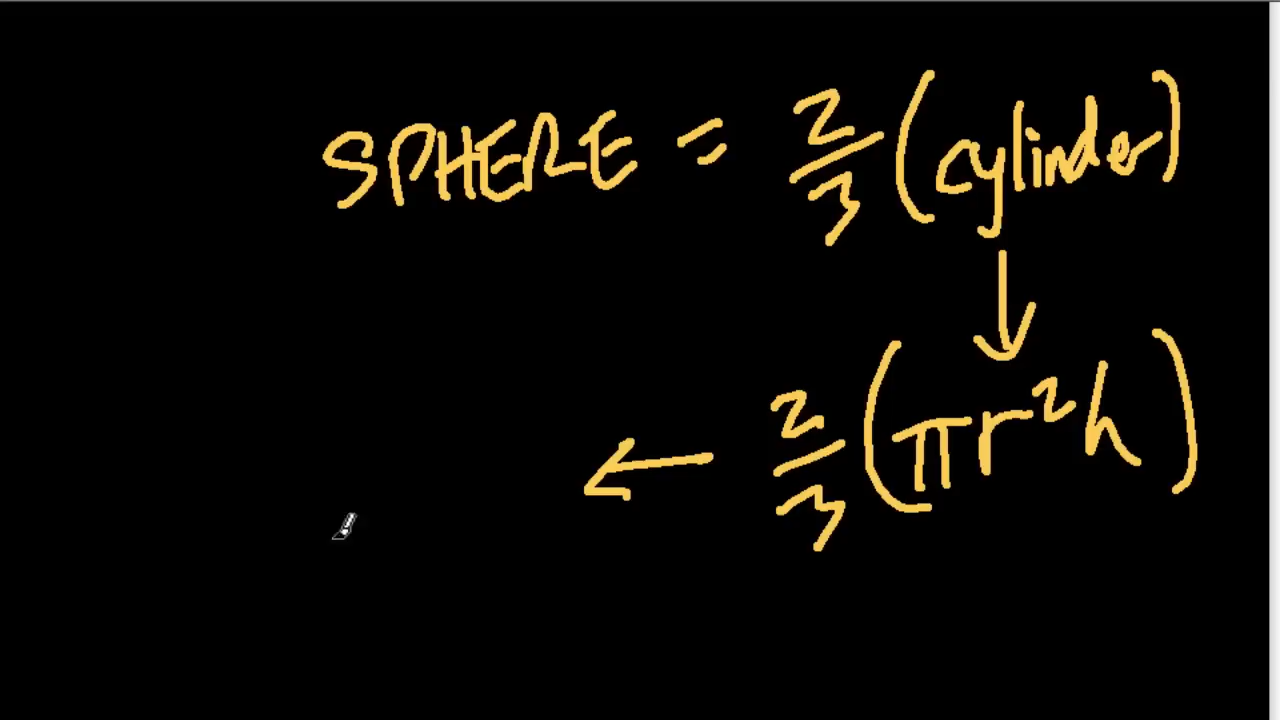 SPHERE = 2/3 (cylinder)
↓
← 2/3 (πr²h)